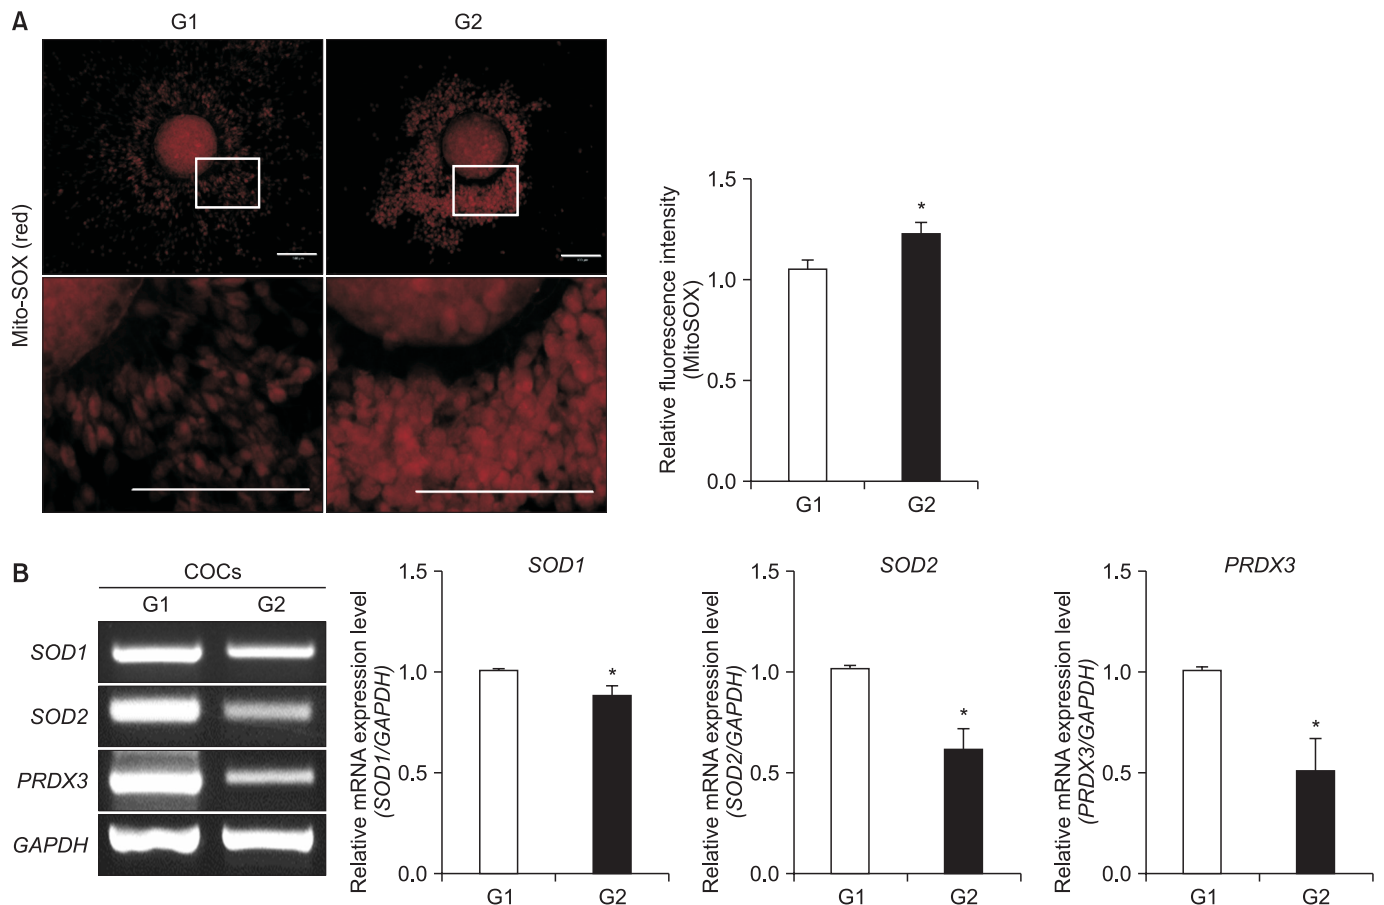 A
G1
G2
Mito-SOX (red)
Relative fluorescence intensity
(MitoSOX)
1.5
1.0
0.5
0.0
*
G1
G2
B
COCs
G1
G2
SOD1
SOD2
PRDX3
GAPDH
SOD1
Relative mRNA expression level
(SOD1/GAPDH)
1.5
1.0
0.5
0.0
*
G1
G2
SOD2
Relative mRNA expression level
(SOD2/GAPDH)
1.5
1.0
0.5
0.0
*
G1
G2
PRDX3
Relative mRNA expression level
(PRDX3/GAPDH)
1.5
1.0
0.5
0.0
*
G1
G2